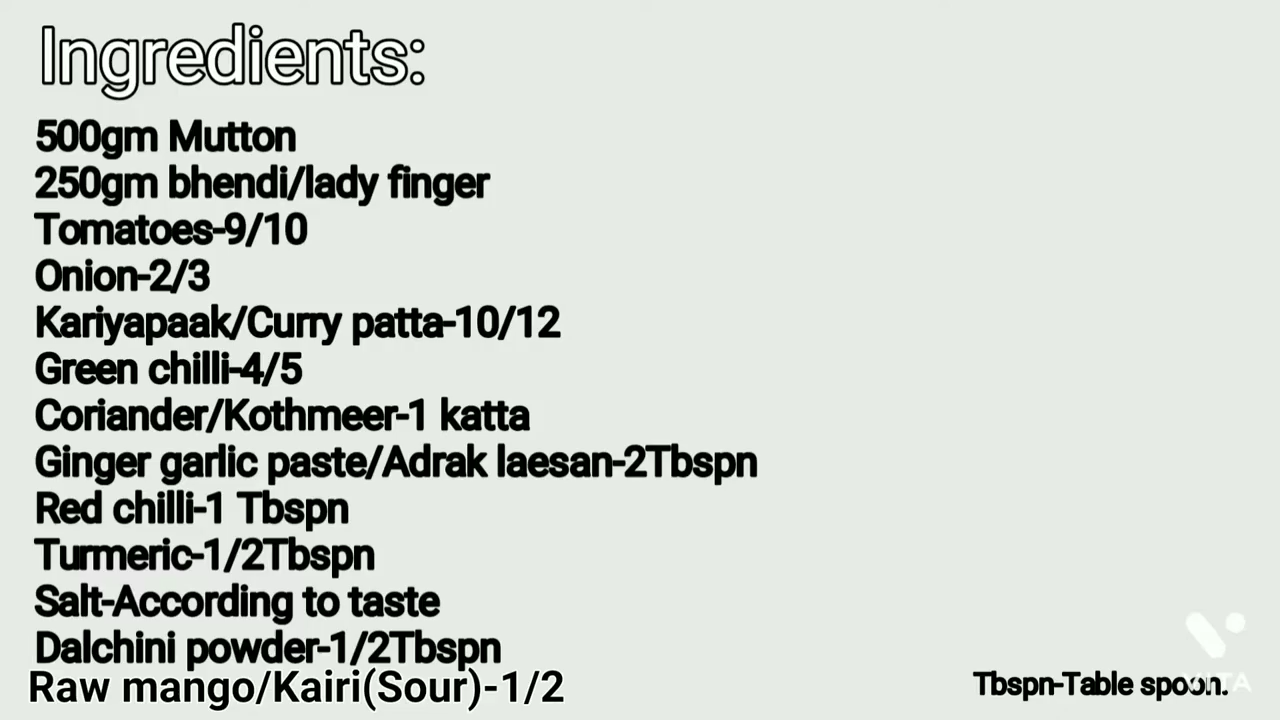 Ingredients:
500gm Mutton
250gm bhendi/lady finger
Tomatoes-9/10
Onion-2/3
Kariyapaak/Curry patta-10/12
Green chilli-4/5
Coriander/Kothmeer-1 katta
Ginger garlic paste/Adrak laesan-2Tbspn
Red chilli-1 Tbspn
Turmeric-1/2Tbspn
Salt-According to taste
Dalchini powder-1/2Tbspn
Raw mango/Kairi(Sour)-1/2
Tbspn-Table spoon.
VITA